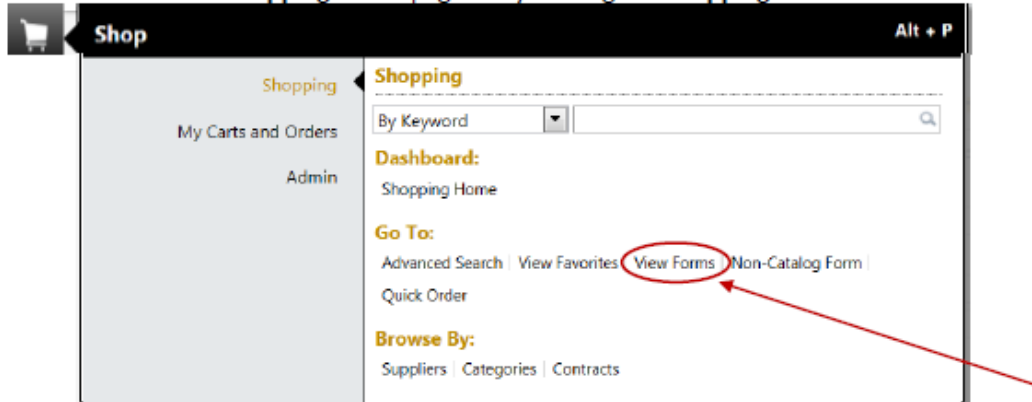 Shop
Alt + P
Shopping
My Carts and Orders
Admin
Shopping
By Keyword
Dashboard:
Shopping Home
Go To:
Advanced Search | View Favorites | View Forms | Non-Catalog Form |
Quick Order
Browse By:
Suppliers | Categories | Contracts